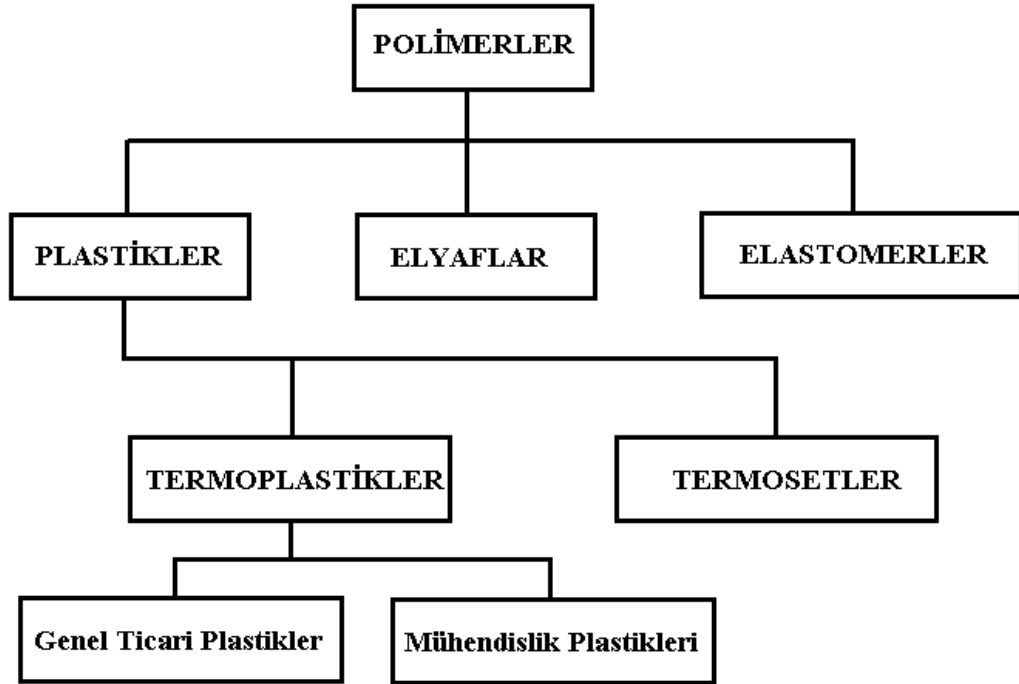 POLİMERLER
PLASTİKLER
ELYAFLAR
ELASTOMERLER
TERMOPLASTİKLER
TERMOSETLER
Genel Ticari Plastikler
Mühendislik Plastikleri